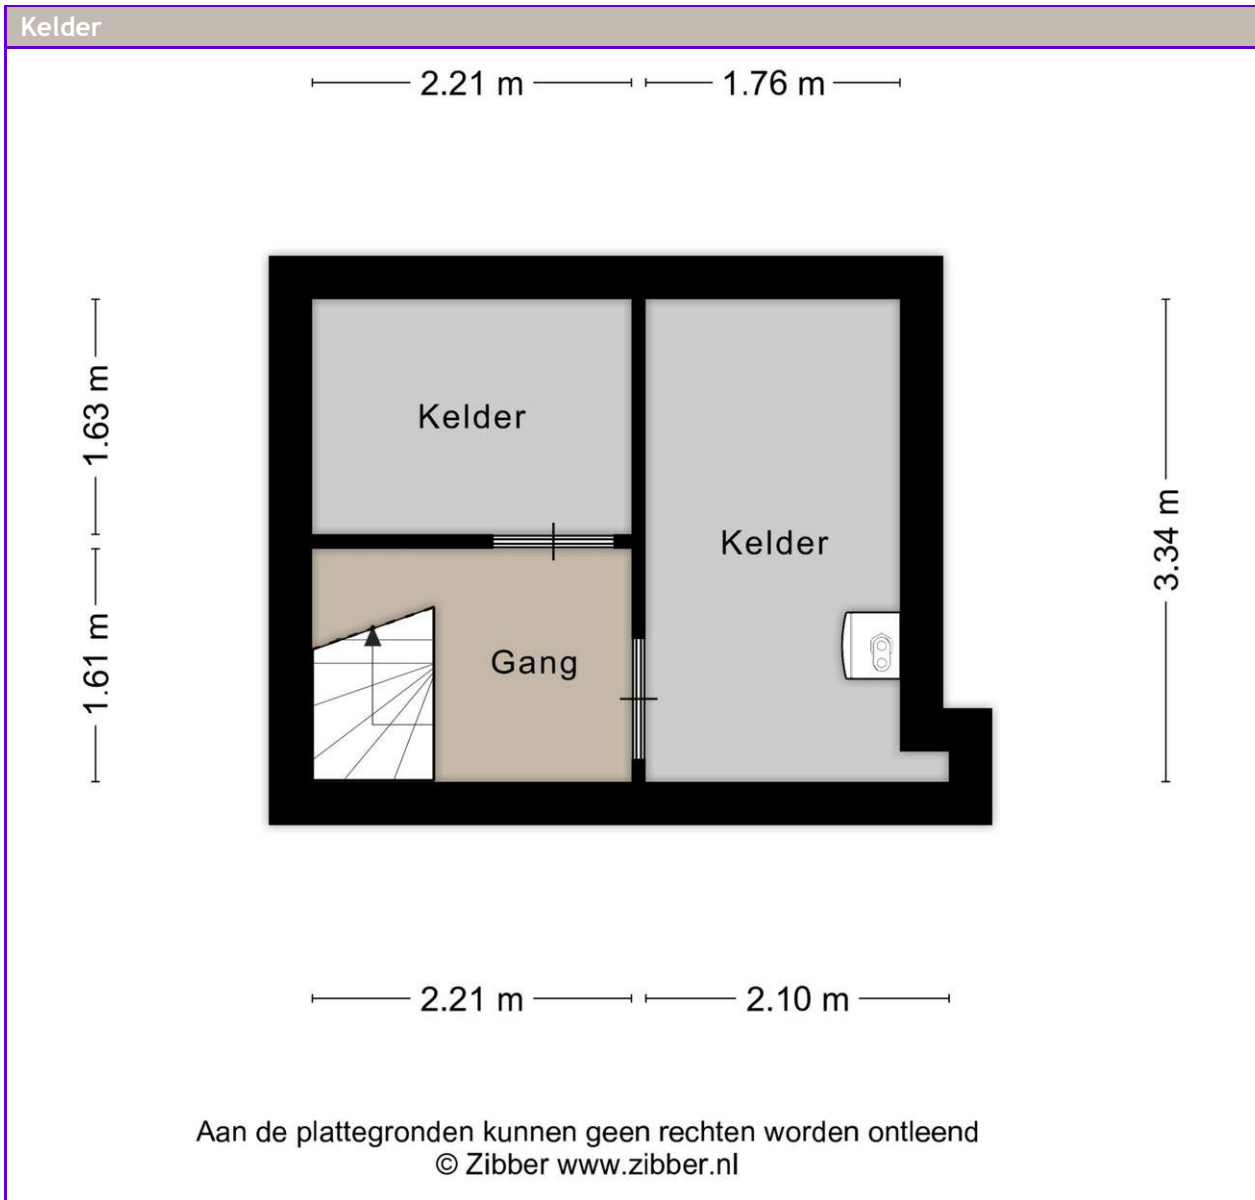 Kelder
2.21 m
1.76 m
1.63 m
Kelder
Kelder
3.34 m
1.61 m
Gang
2.21 m
2.10 m
Aan de plattegronden kunnen geen rechten worden ontleend
© Zibber www.zibber.nl